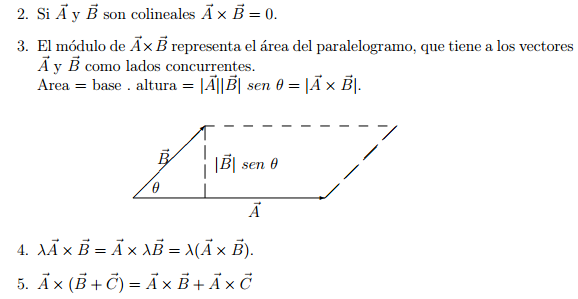 2. Si $\vec{A}$ y $\vec{B}$ son colineales $\vec{A} \times \vec{B} = 0$.
3. El módulo de $\vec{A} \times \vec{B}$ representa el área del paralelogramo, que tiene a los vectores
$\vec{A}$ y $\vec{B}$ como lados concurrentes.
Area = base . altura = $|\vec{A}||\vec{B}|$ sen θ = $|\vec{A} \times \vec{B}|$.
$\vec{B}$
$|\vec{B}|$ sen θ
θ
$\vec{A}$
4. $\lambda\vec{A} \times \vec{B} = \vec{A} \times \lambda\vec{B} = \lambda(\vec{A} \times \vec{B})$.
5. $\vec{A} \times (\vec{B} + \vec{C}) = \vec{A} \times \vec{B} + \vec{A} \times \vec{C}$